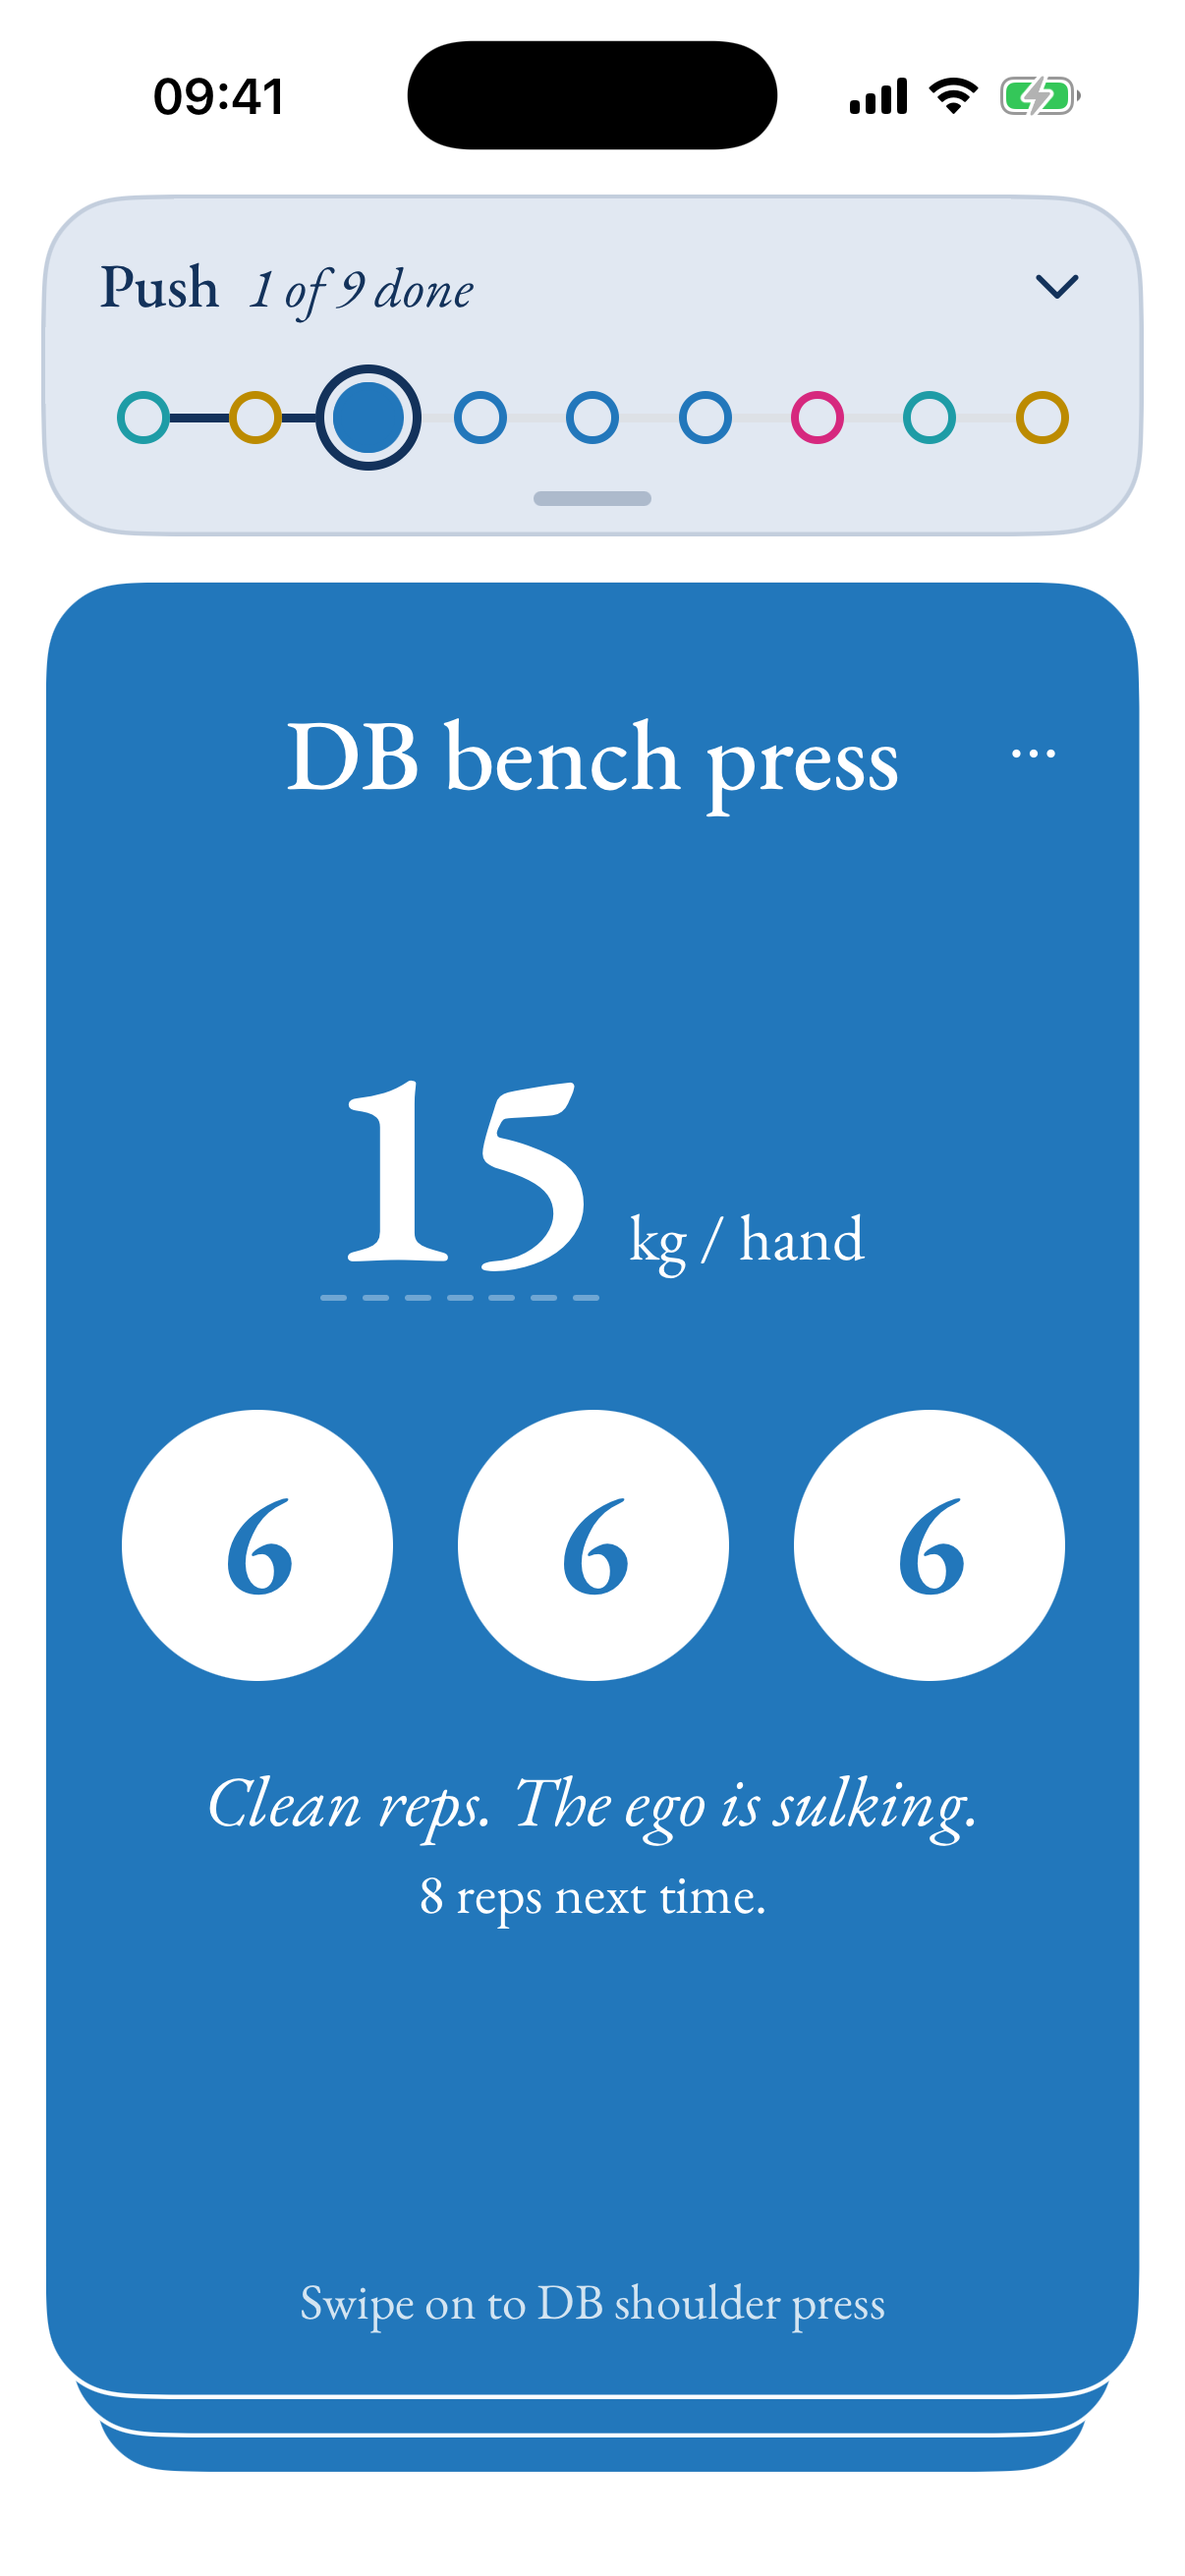 09:41
Push 1 of 9 done
DB bench press
15 kg / hand
6 6 6
Clean reps. The ego is sulking.
8 reps next time.
Swipe on to DB shoulder press